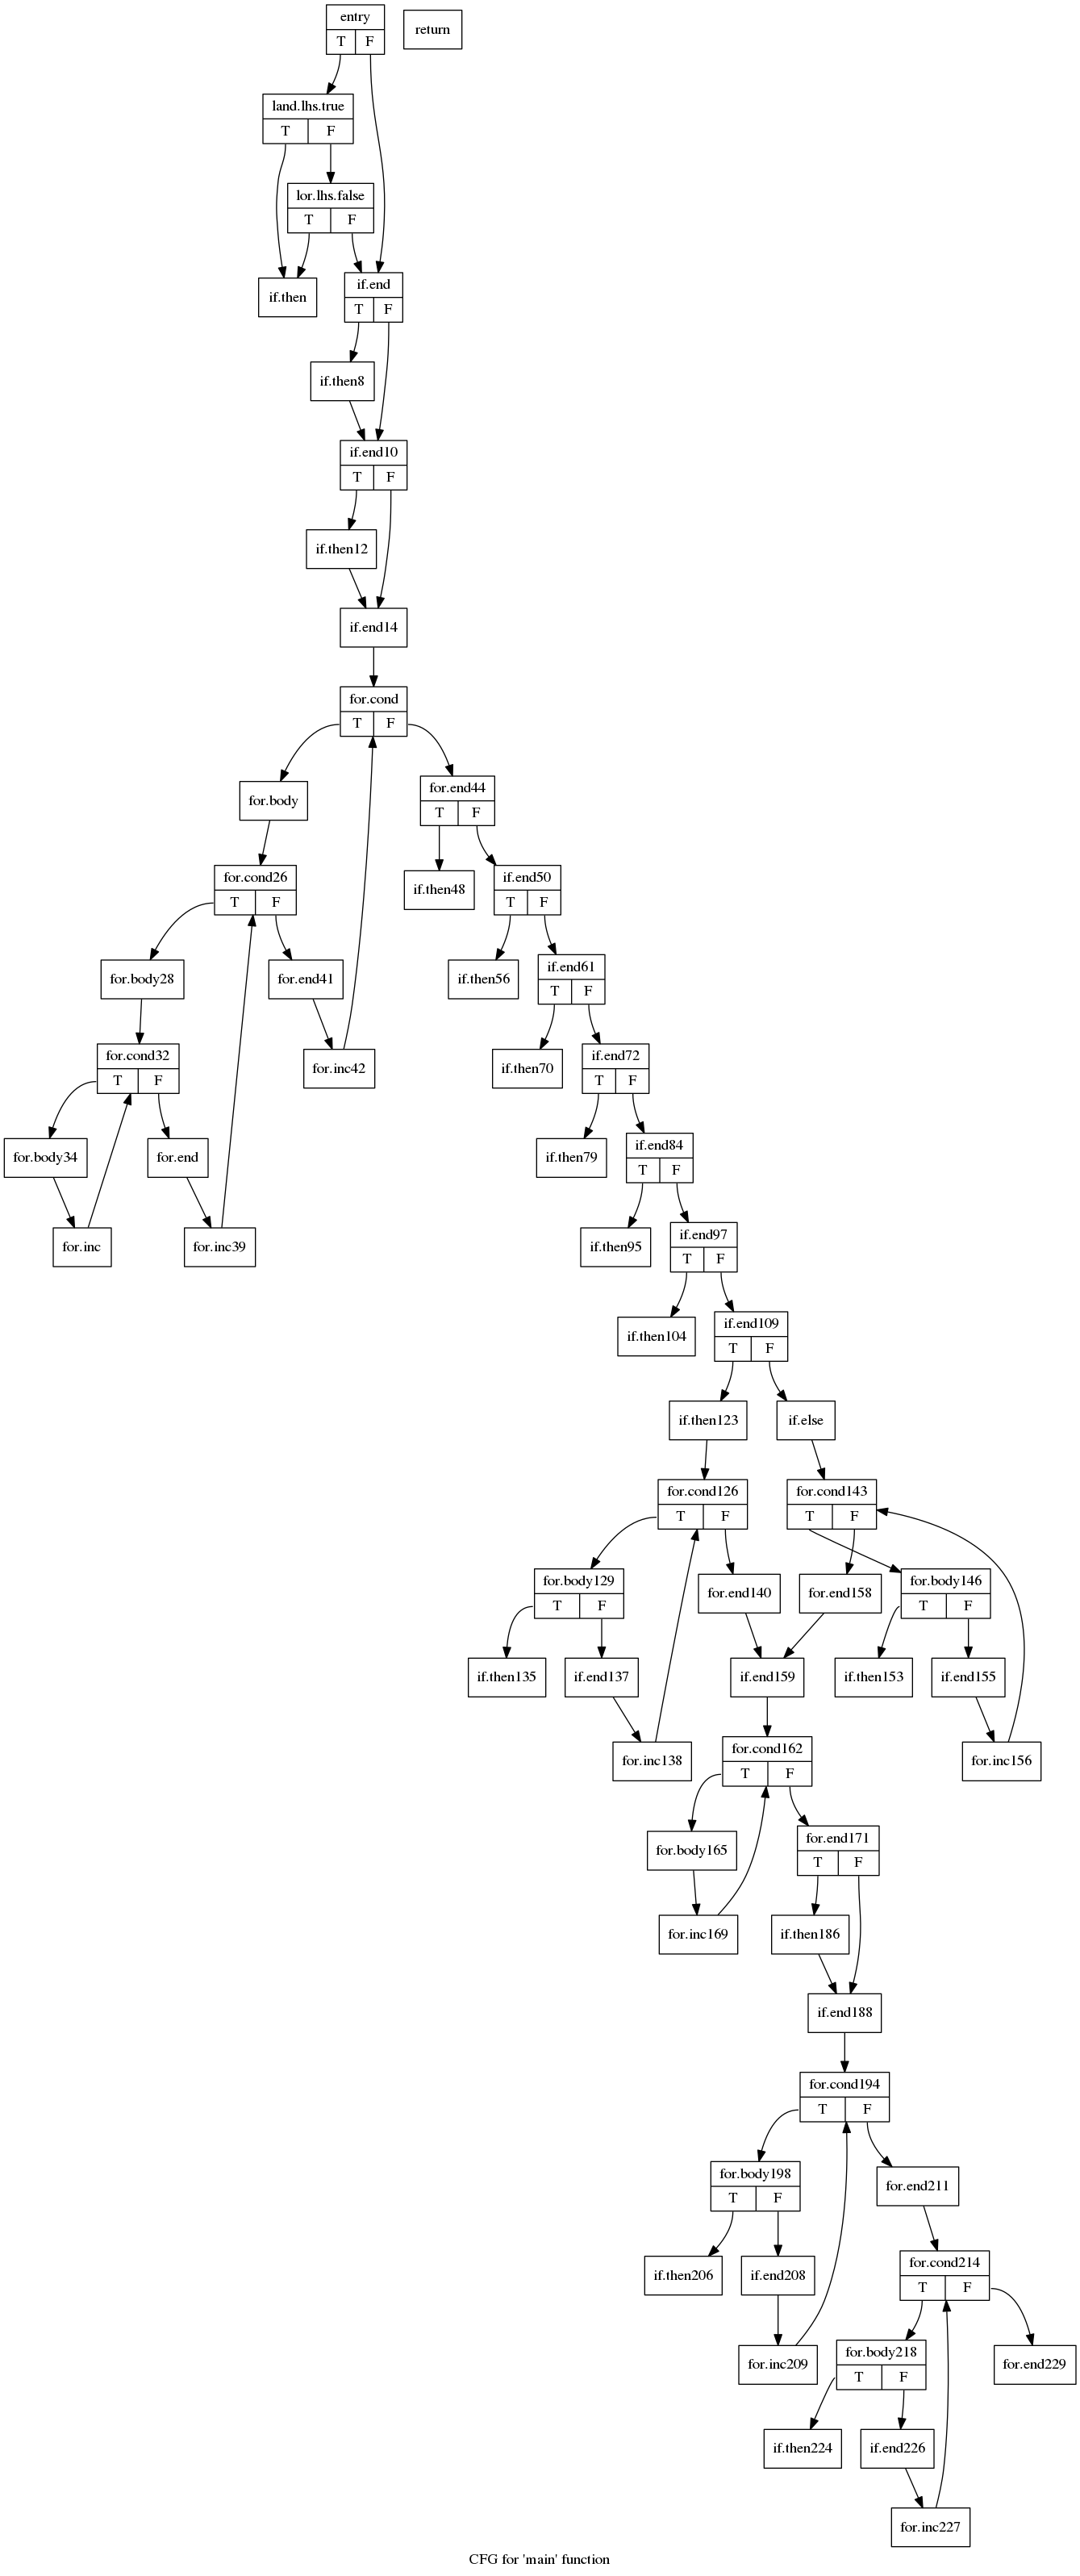 entry
return
T F
land.lhs.true
T F
lor.lhs.false
T F
if.then
if.end
T F
if.then8
if.end10
T F
if.then12
if.end14
for.cond
T F
for.body
for.end44
T F
for.cond26
T F
if.then48
if.end50
T F
for.body28
for.end41
if.then56
if.end61
T F
for.cond32
T F
for.inc42
if.then70
if.end72
T F
for.body34
for.end
if.then79
if.end84
T F
for.inc
for.inc39
if.then95
if.end97
T F
if.then104
if.end109
T F
if.then123
if.else
for.cond126
T F
for.cond143
T F
for.body129
T F
for.end140
for.end158
for.body146
T F
if.then135
if.end137
if.end159
if.then153
if.end155
for.inc138
for.cond162
T F
for.inc156
for.body165
for.end171
T F
for.inc169
if.then186
if.end188
for.cond194
T F
for.body198
T F
for.end211
if.then206
if.end208
for.cond214
T F
for.inc209
for.body218
T F
for.end229
if.then224
if.end226
for.inc227
CFG for 'main' function